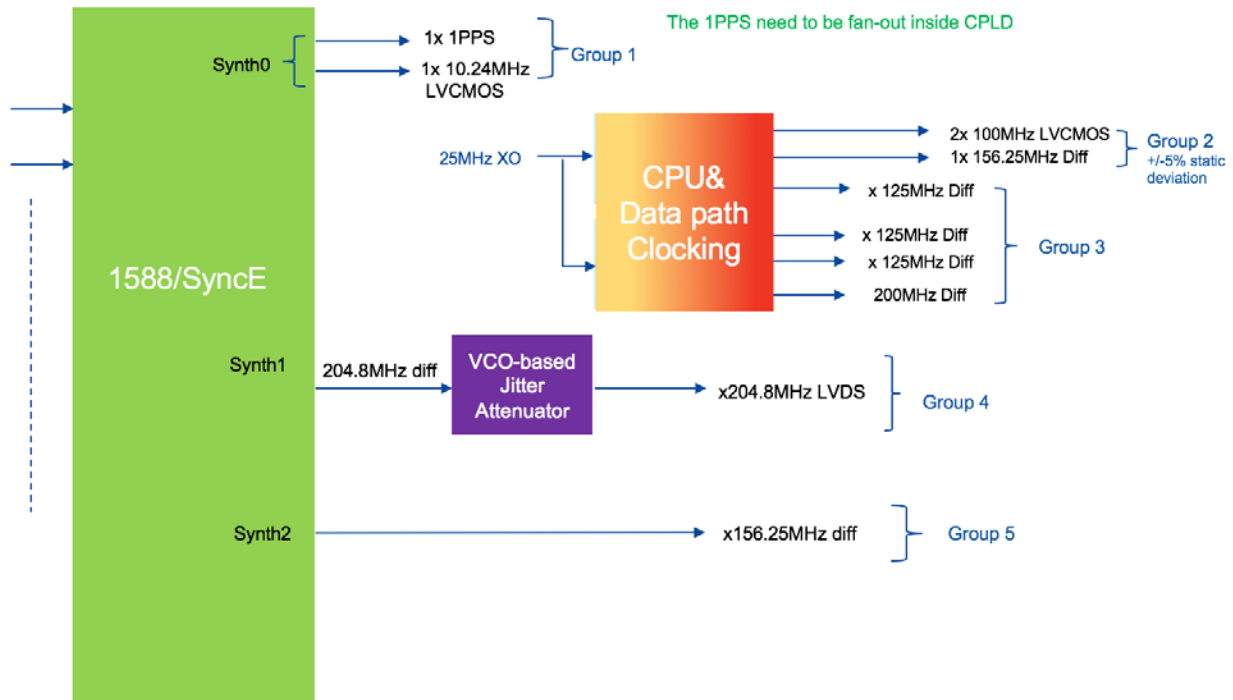 The 1PPS need to be fan-out inside CPLD
Synth0
1x 1PPS
1x 10.24MHz
LVCMOS
Group 1
25MHz XO
CPU&
Data path
Clocking
2x 100MHz LVCMOS
1x 156.25MHz Diff
Group 2
+/-5% static
deviation
x 125MHz Diff
x 125MHz Diff
x 125MHz Diff
200MHz Diff
Group 3
1588/SyncE
Synth1
204.8MHz diff
VCO-based
Jitter
Attenuator
x204.8MHz LVDS
Group 4
Synth2
x156.25MHz diff
Group 5